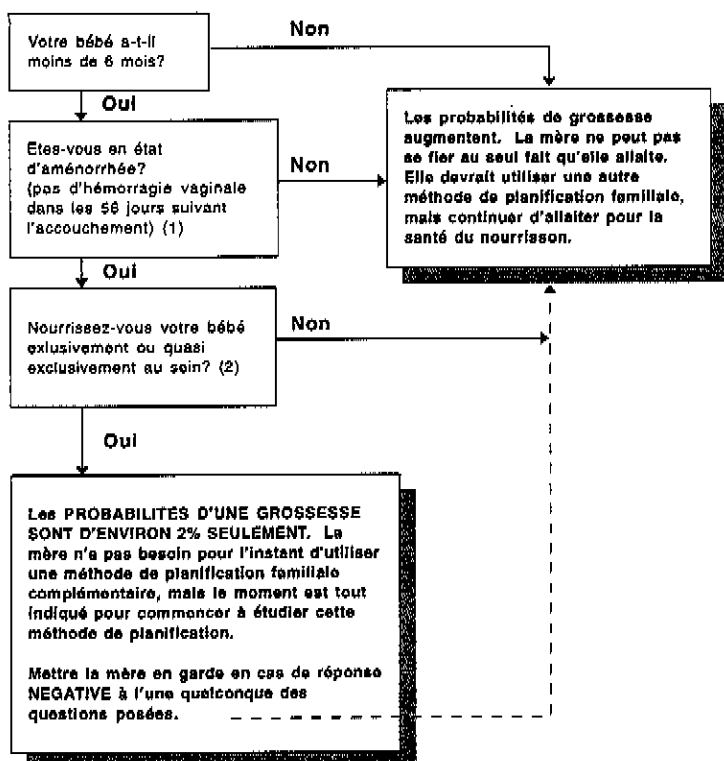 Votre bébé a-t-il
moins de 6 mois?
Non
Oui
Etes-vous en état
d'aménorrhée?
(pas d'hémorragie vaginale
dans les 56 jours suivant
l'accouchement) (1)
Non
Les probabilités de grossesse
augmentent. La mère ne peut pas
se fier au seul fait qu'elle allaite.
Elle devrait utiliser une autre
méthode de planification familiale,
mais continuer d'allaiter pour la
santé du nourrisson.
Oui
Nourrissez-vous votre bébé
exlusivement ou quasi
exclusivement au sein? (2)
Non
Oui
Les PROBABILITÉS D'UNE GROSSESSE
SONT D'ENVIRON 2% SEULEMENT. La
mère n'a pas besoin pour l'instant d'utiliser
une méthode de planification familiale
complémentaire, mais le moment est tout
indiqué pour commencer à étudier cette
méthode de planification.
Mettre la mère en garde en cas de réponse
NEGATIVE à l'une quelconque des
questions posées.